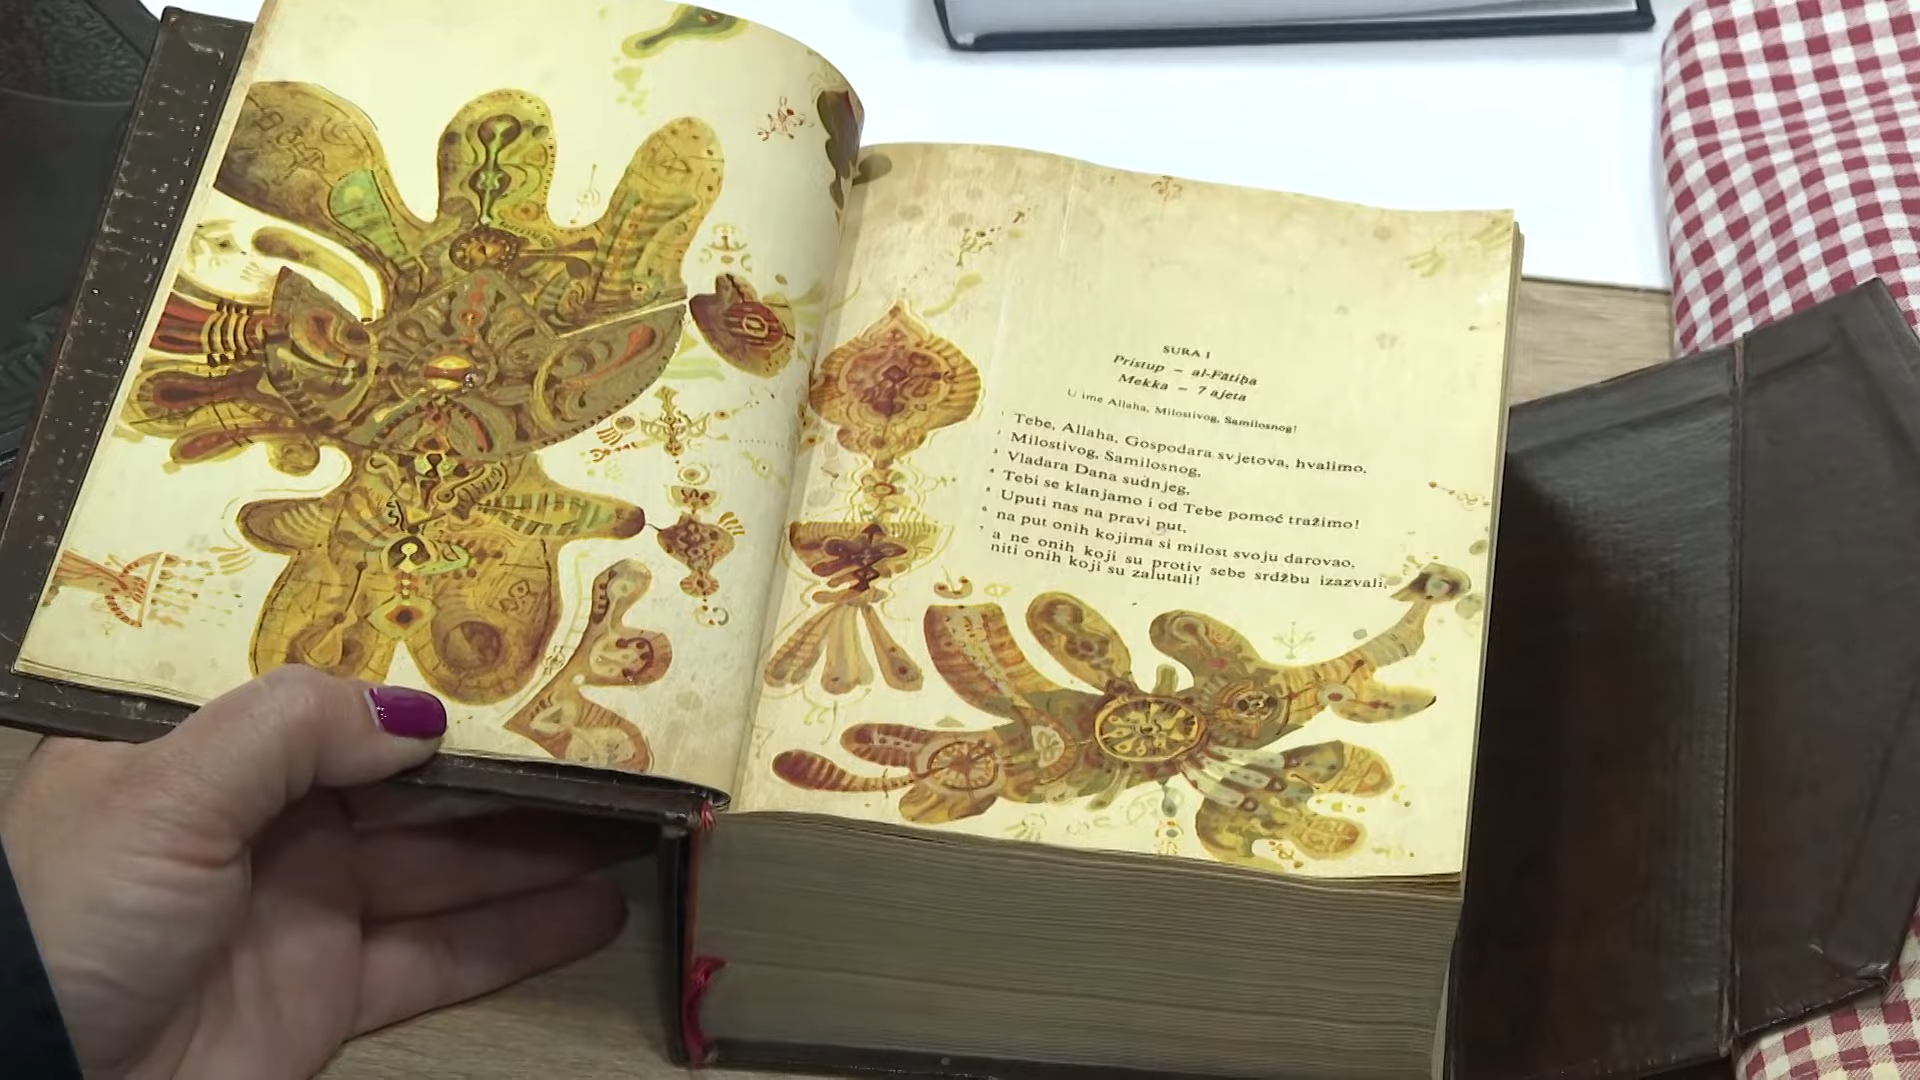 SURA I
Pristup – al-Fātiḥa
Mekka – 7 ajeta
U ime Allaha, Milostivog, Samilosnog!
Tebe, Allaha, Gospodara svjetova, hvalimo,
Milostivog, Samilosnog,
Vladara Dana sudnjeg,
Tebi se klanjamo i od Tebe pomoć tražimo!
Uputi nas na pravi put,
na put onih kojima si milost svoju darovao,
a ne onih koji su protiv sebe srdžbu izazvali,
niti onih koji su zalutali!